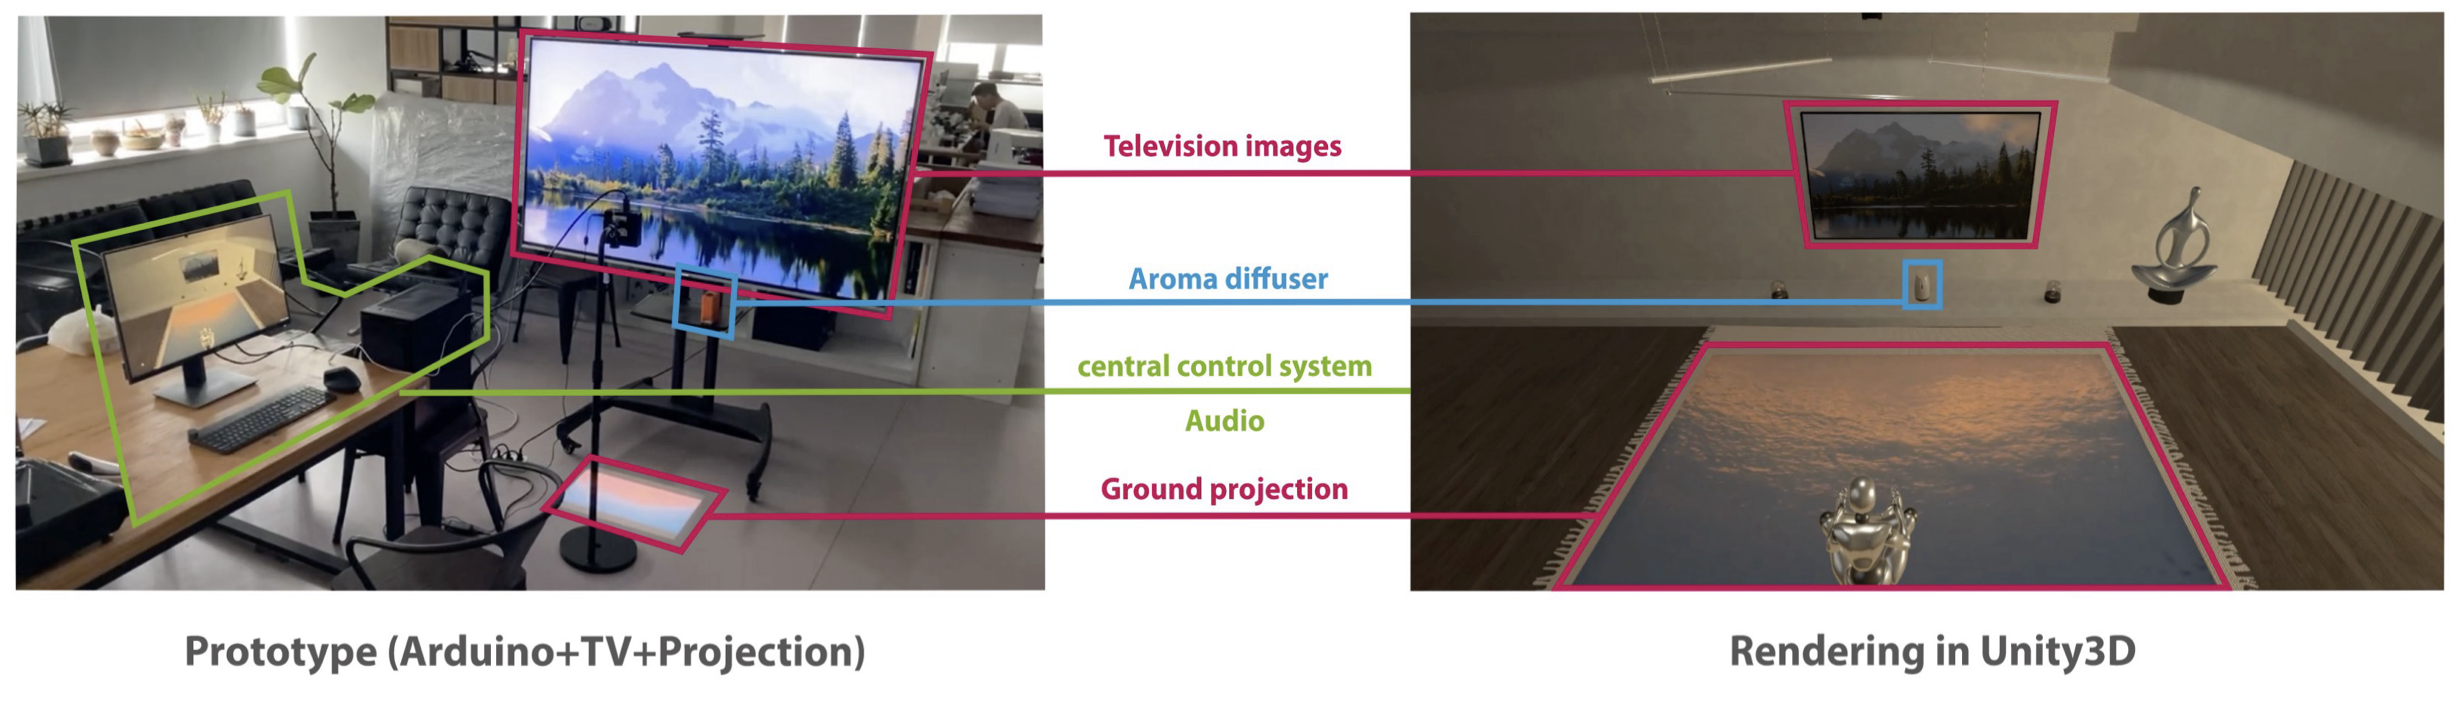 Television images
Aroma diffuser
central control system
Audio
Ground projection
Prototype (Arduino+TV+Projection)
Rendering in Unity3D